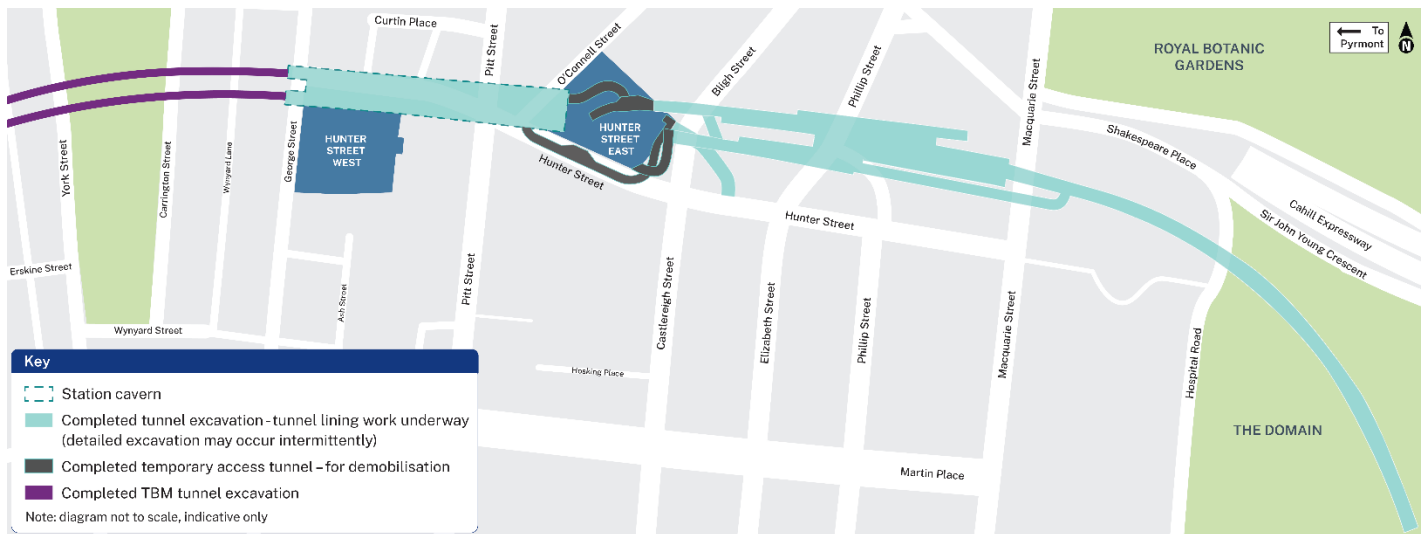 Curtin Place
Pitt Street
O'Connell Street
Bligh Street
Phillip Street
Macquarie Street
ROYAL BOTANIC
GARDENS
To
Pyrmont
N
Shakespeare Place
Cahill Expressway
Sir John Young Crescent
York Street
Carrington Street
Wynyard Lane
George Street
HUNTER
STREET
WEST
HUNTER
STREET
EAST
Hunter Street
Hunter Street
Erskine Street
Wynyard Street
Ash Street
Pitt Street
Castlereigh Street
Elizabeth Street
Phillip Street
Macquarie Street
Hospital Road
Hosking Place
THE DOMAIN
Martin Place
Key
Station cavern
Completed tunnel excavation - tunnel lining work underway
(detailed excavation may occur intermittently)
Completed temporary access tunnel – for demobilisation
Completed TBM tunnel excavation
Note: diagram not to scale, indicative only